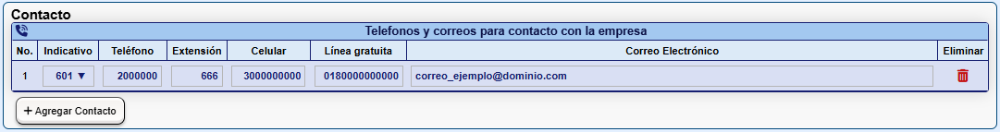 Contacto
Telefonos y correos para contacto con la empresa
No. Indicativo Teléfono Extensión Celular Línea gratuita Correo Electrónico Eliminar
1 601 ▼ 2000000 666 3000000000 0180000000000 correo_ejemplo@dominio.com
+ Agregar Contacto